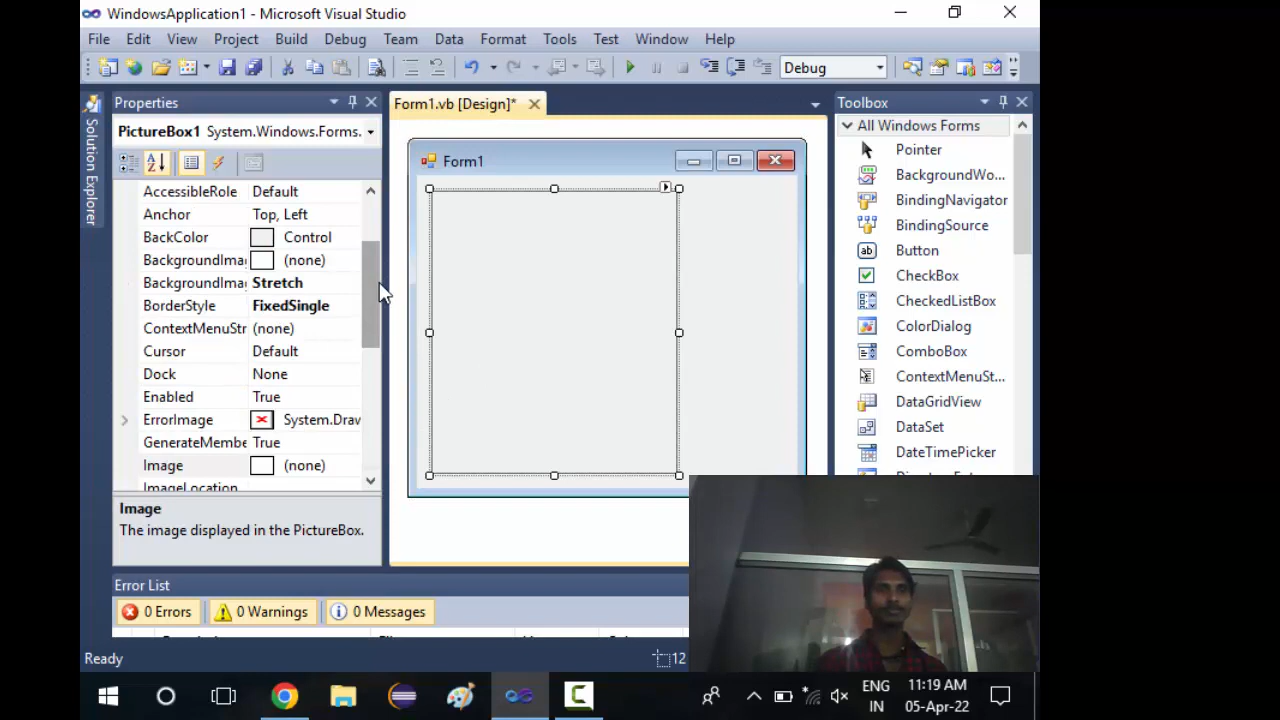 WindowsApplication1 - Microsoft Visual Studio
File Edit View Project Build Debug Team Data Format Tools Test Window Help
Debug
Solution Explorer
Properties
PictureBox1 System.Windows.Forms.
AccessibleRole Default
Anchor Top, Left
BackColor Control
BackgroundIma (none)
BackgroundIma Stretch
BorderStyle FixedSingle
ContextMenuStr (none)
Cursor Default
Dock None
Enabled True
ErrorImage System.Drav
GenerateMembe True
Image (none)
ImageLocation
Image
The image displayed in the PictureBox.
Form1.vb [Design]*
Form1
Toolbox
All Windows Forms
Pointer
BackgroundWo...
BindingNavigator
BindingSource
ab Button
CheckBox
CheckedListBox
ColorDialog
ComboBox
ContextMenuSt...
DataGridView
DataSet
DateTimePicker
Error List
0 Errors 0 Warnings 0 Messages
Ready
12
ENG
IN
11:19 AM
05-Apr-22